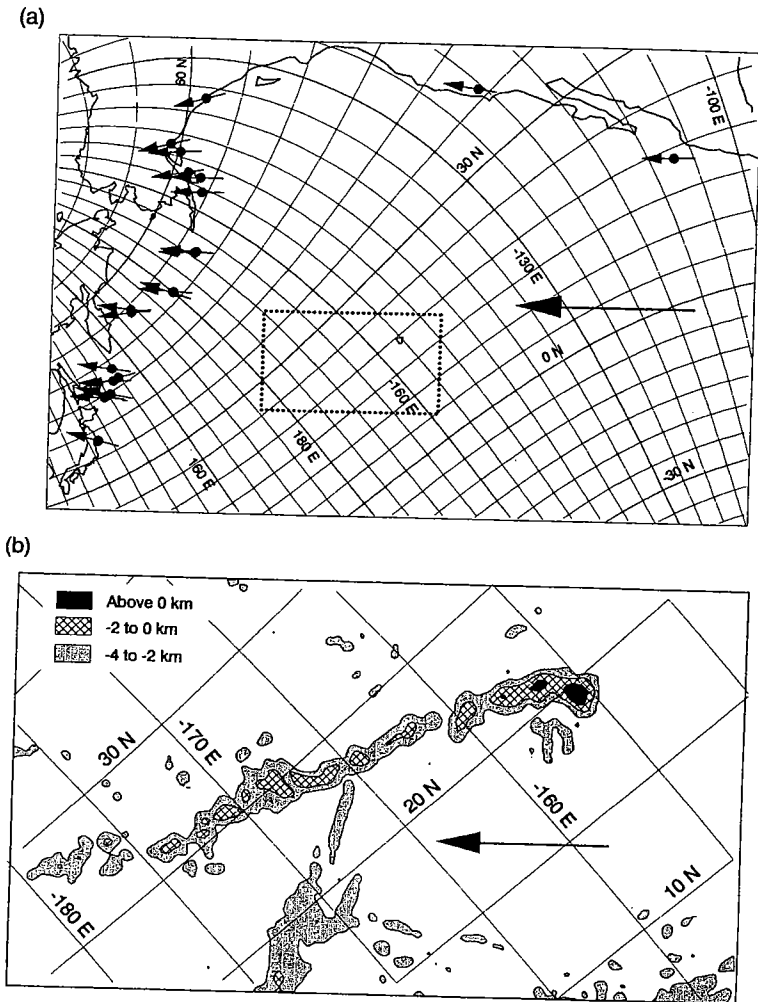 (a)
60 N
-100 E
30 N
-130 E
0 N
-160 E
180 E
160 E
-30 N
(b)
Above 0 km
-2 to 0 km
-4 to -2 km
30 N
-170 E
20 N
-160 E
10 N
-180 E